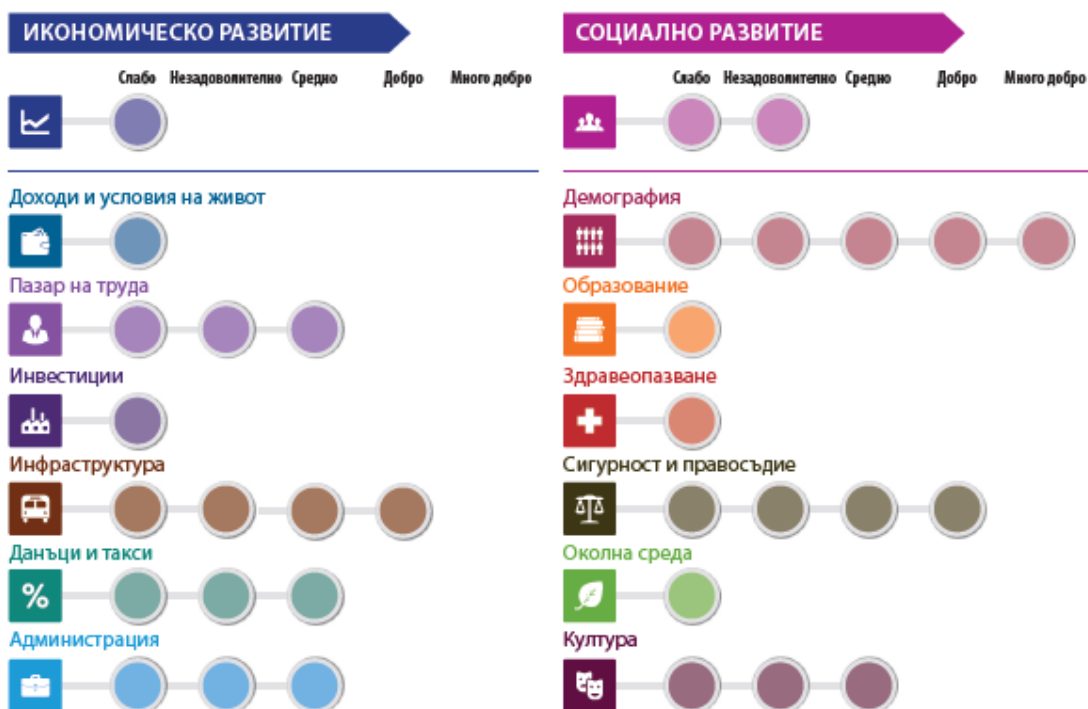 ИКОНОМИЧЕСКО РАЗВИТИЕ
Слабо Незадоволително Средно Добро Много добро
Доходи и условия на живот
Пазар на труда
Инвестиции
Инфраструктура
Данъци и такси
%
Администрация
СОЦИАЛНО РАЗВИТИЕ
Слабо Незадоволително Средно Добро Много добро
Демография
Образование
Здравеопазване
Сигурност и правосъдие
Околна среда
Култура